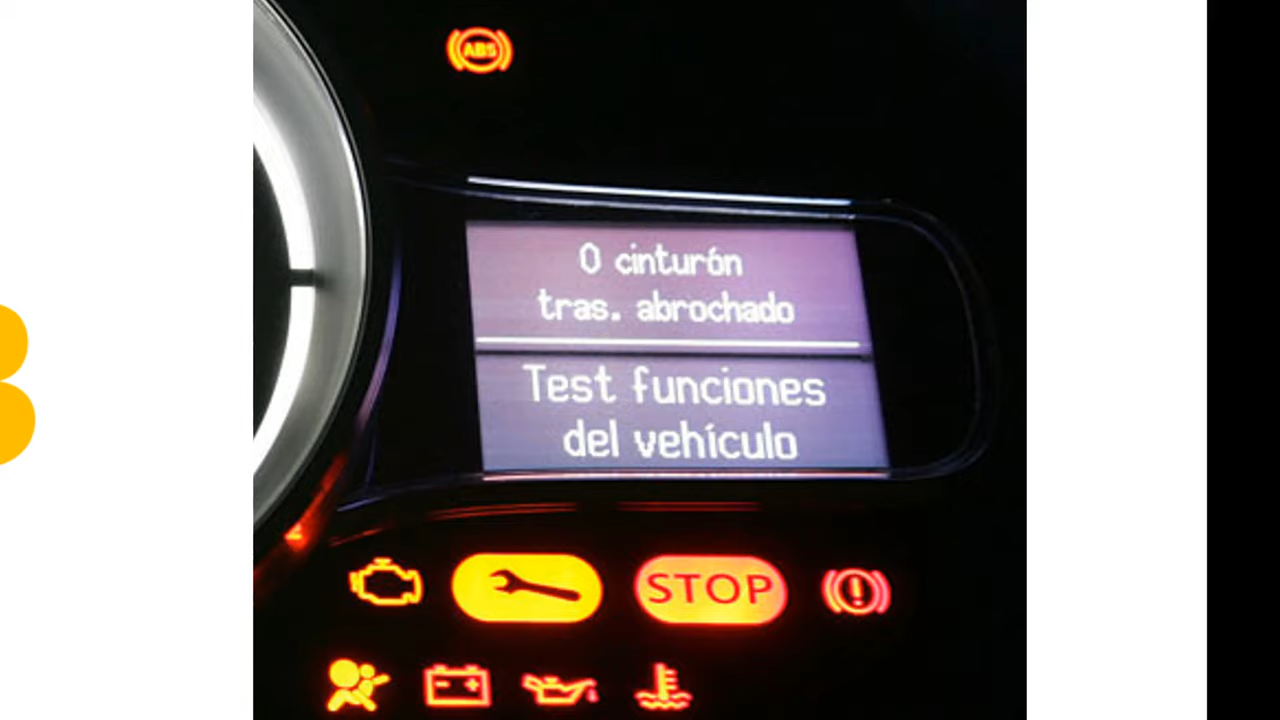 ABS
0 cinturón
tras. abrochado
Test funciones
del vehículo
STOP